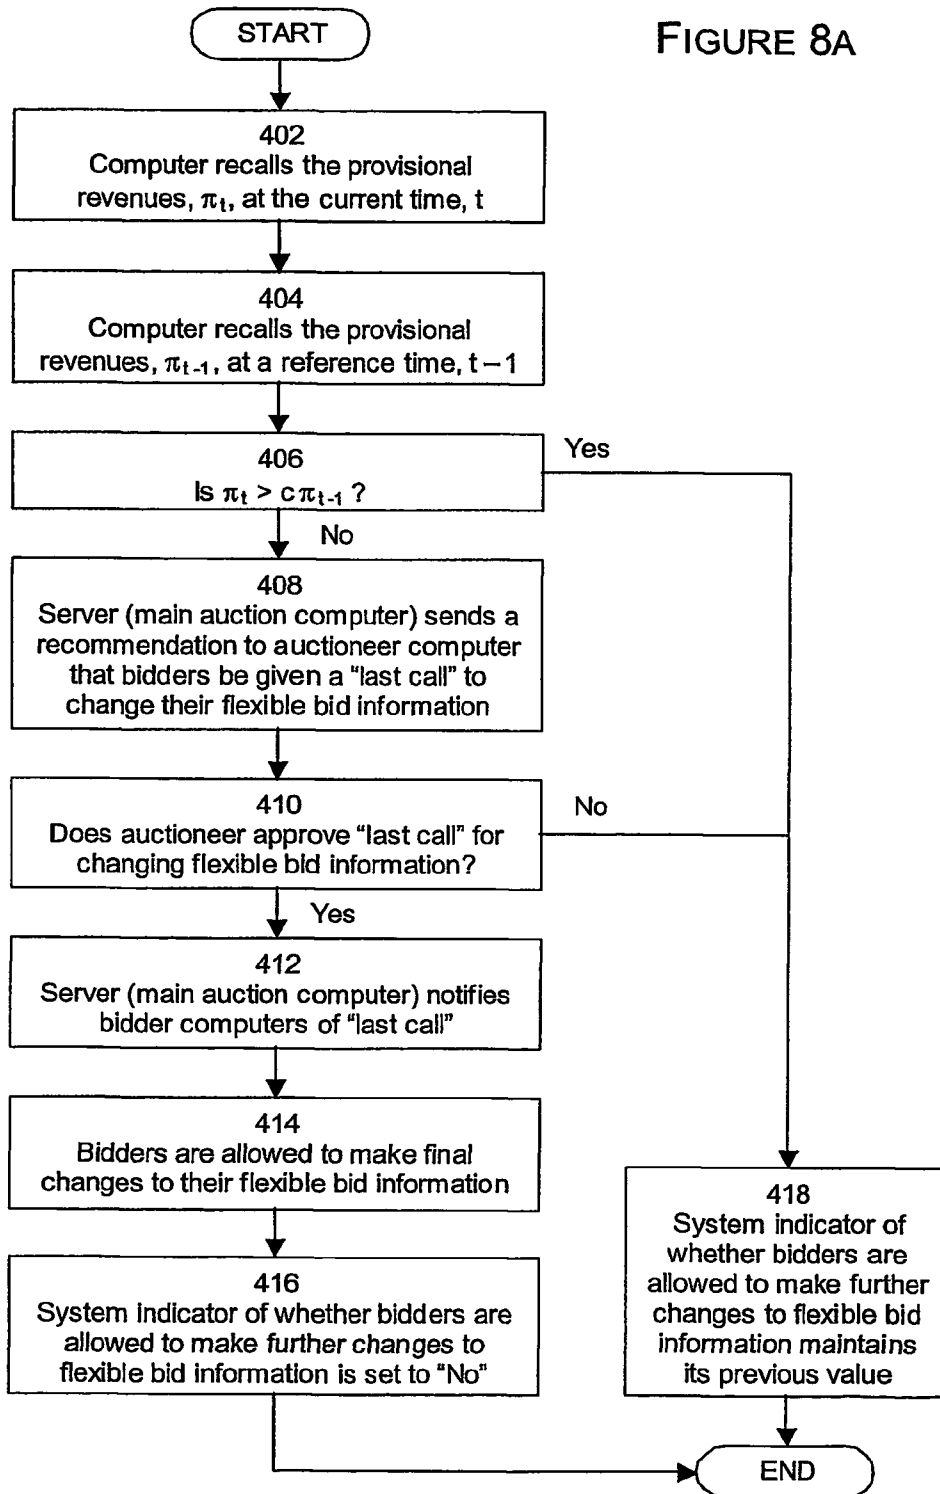 START
FIGURE 8A
402
Computer recalls the provisional
revenues, πt, at the current time, t
404
Computer recalls the provisional
revenues, πt-1, at a reference time, t – 1
406
Is πt > cπt-1 ?
Yes
No
408
Server (main auction computer) sends a
recommendation to auctioneer computer
that bidders be given a “last call” to
change their flexible bid information
410
Does auctioneer approve “last call” for
changing flexible bid information?
No
Yes
412
Server (main auction computer) notifies
bidder computers of “last call”
414
Bidders are allowed to make final
changes to their flexible bid information
416
System indicator of whether bidders are
allowed to make further changes to
flexible bid information is set to “No”
418
System indicator of
whether bidders are
allowed to make further
changes to flexible bid
information maintains
its previous value
END